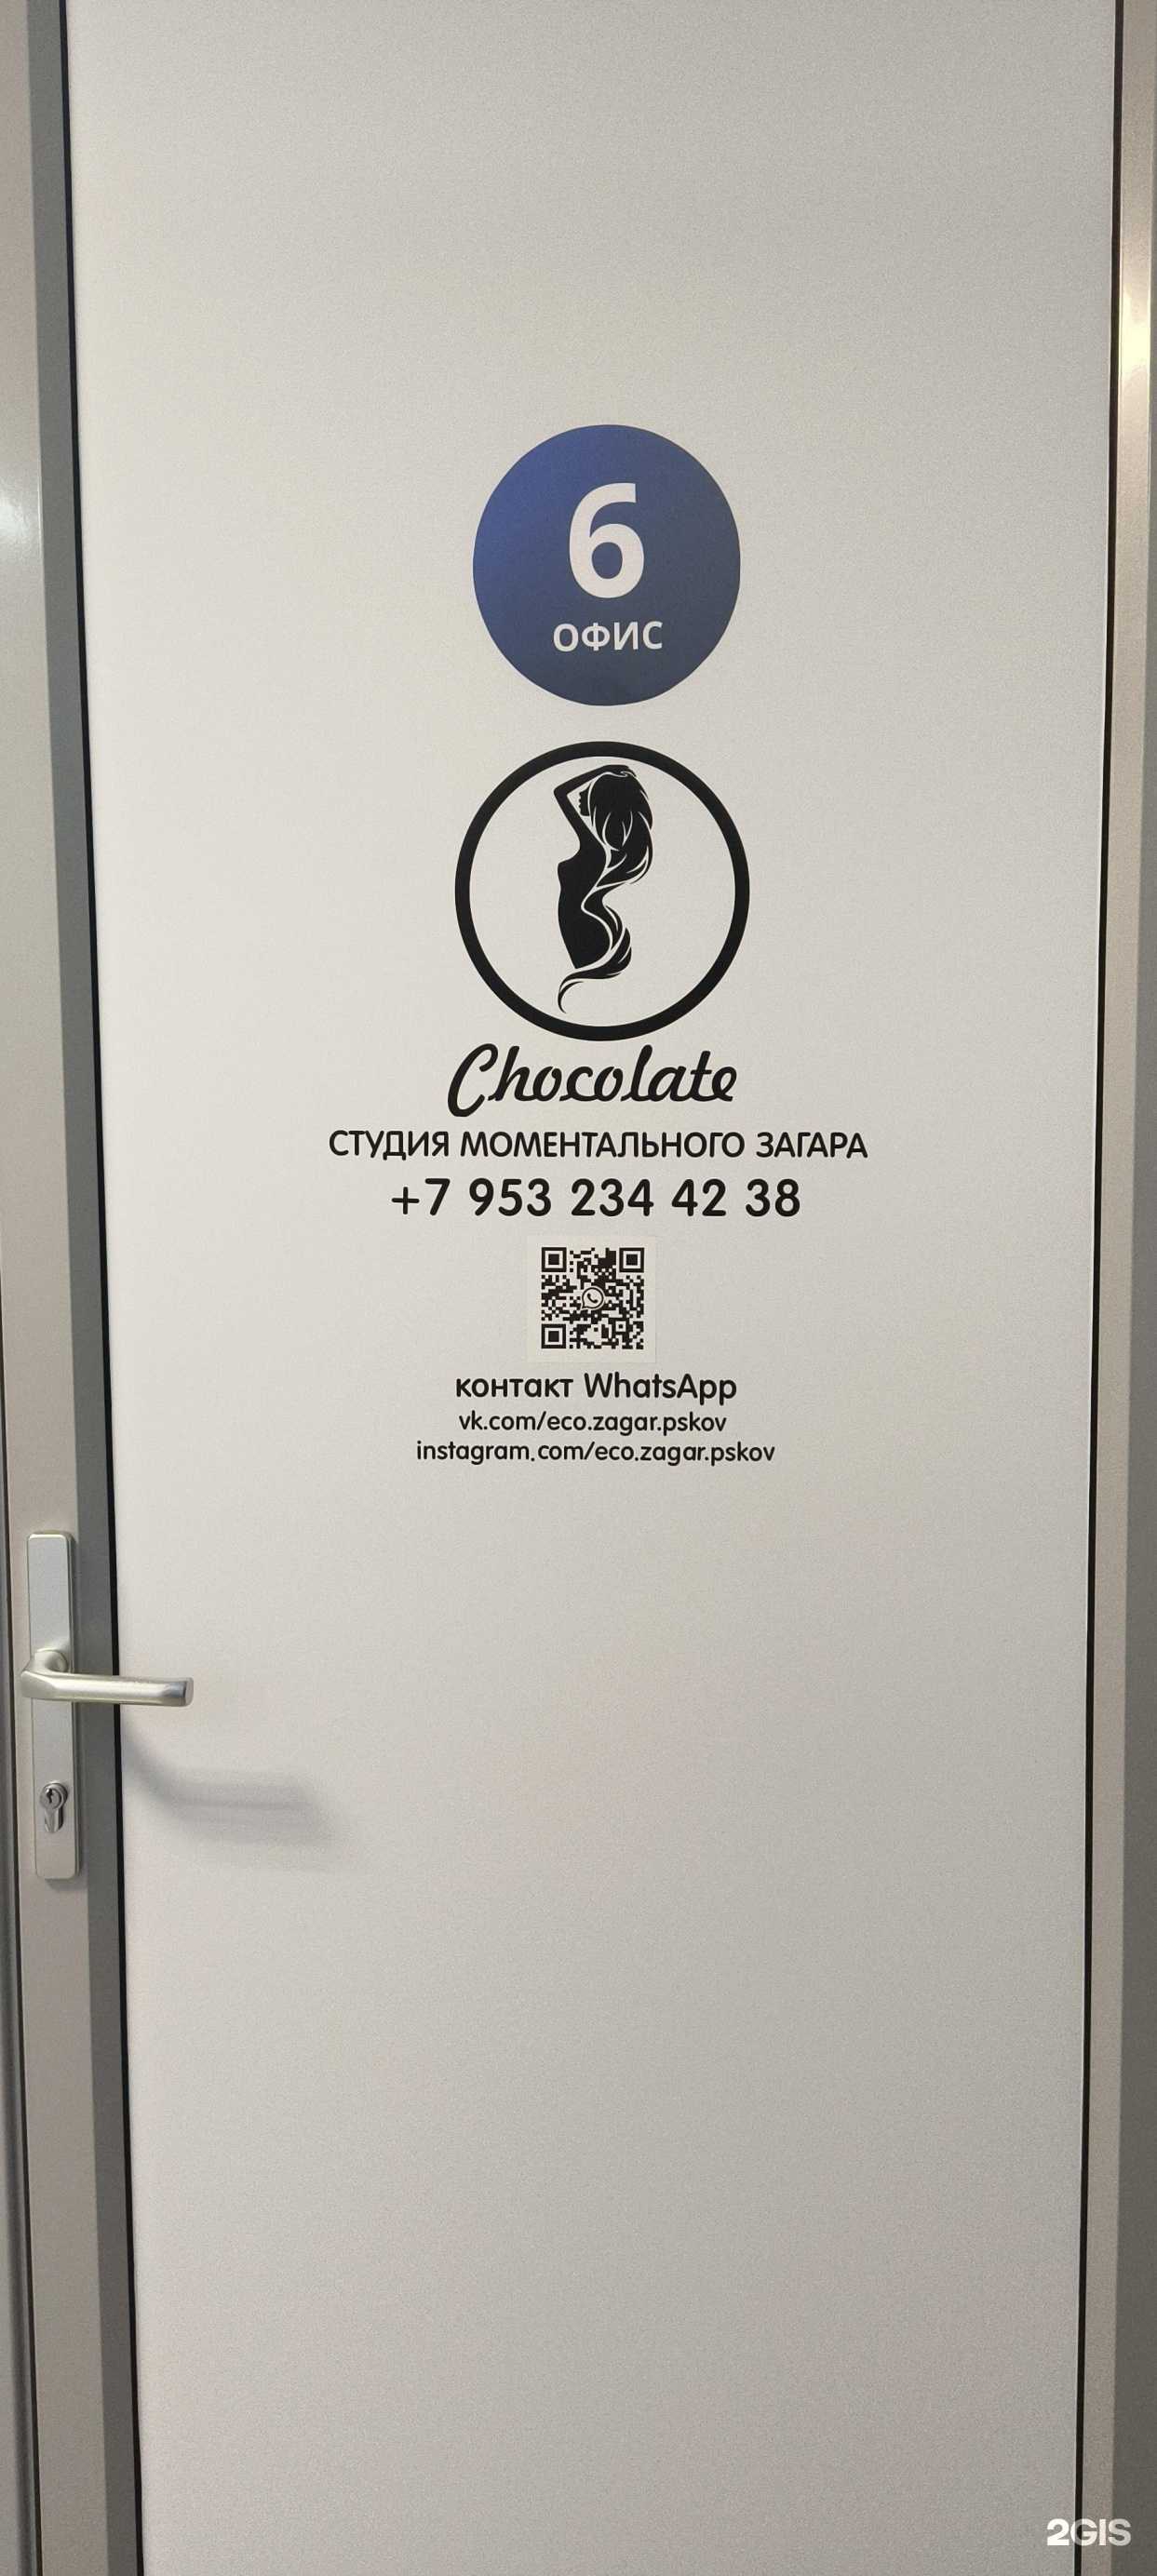 6
ОФИС
Chocolate
СТУДИЯ МОМЕНТАЛЬНОГО ЗАГАРА
+7 953 234 42 38
контакт WhatsApp
vk.com/eco.zagar.pskov
instagram.com/eco.zagar.pskov
2GIS